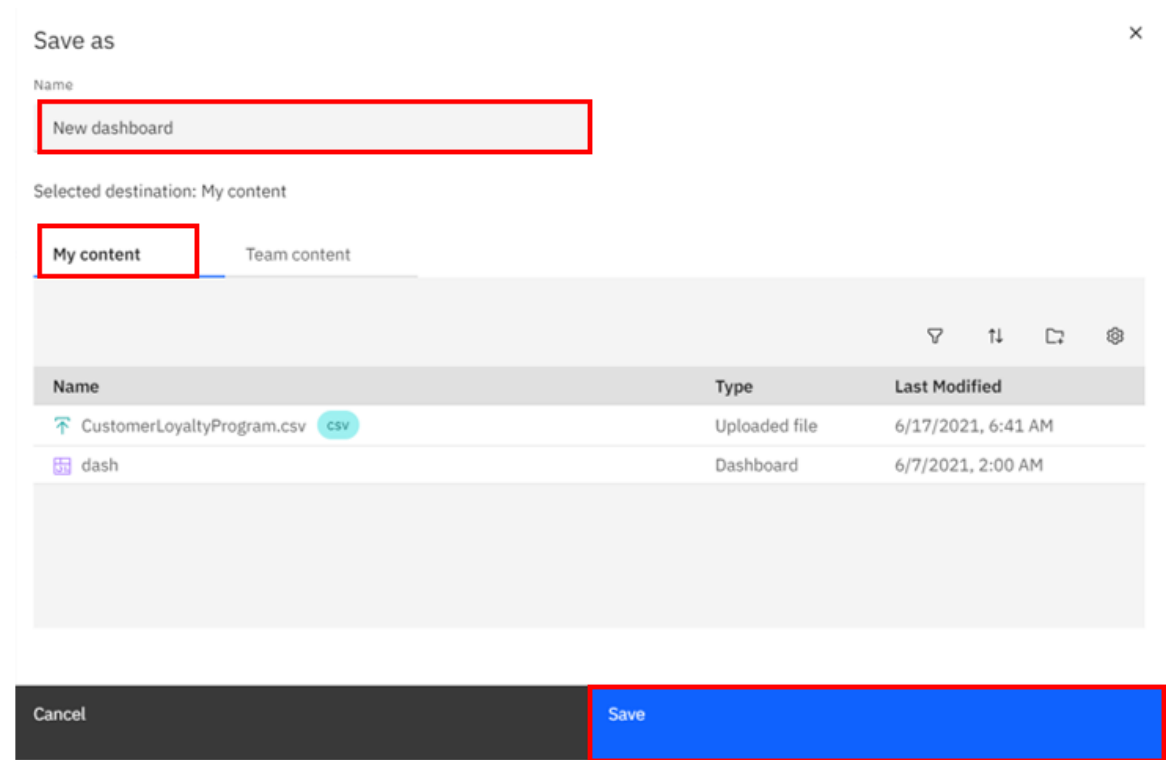 Save as
Name
New dashboard
Selected destination: My content
My content Team content
Name Type Last Modified
CustomerLoyaltyProgram.csv csv Uploaded file 6/17/2021, 6:41 AM
dash Dashboard 6/7/2021, 2:00 AM
Cancel Save